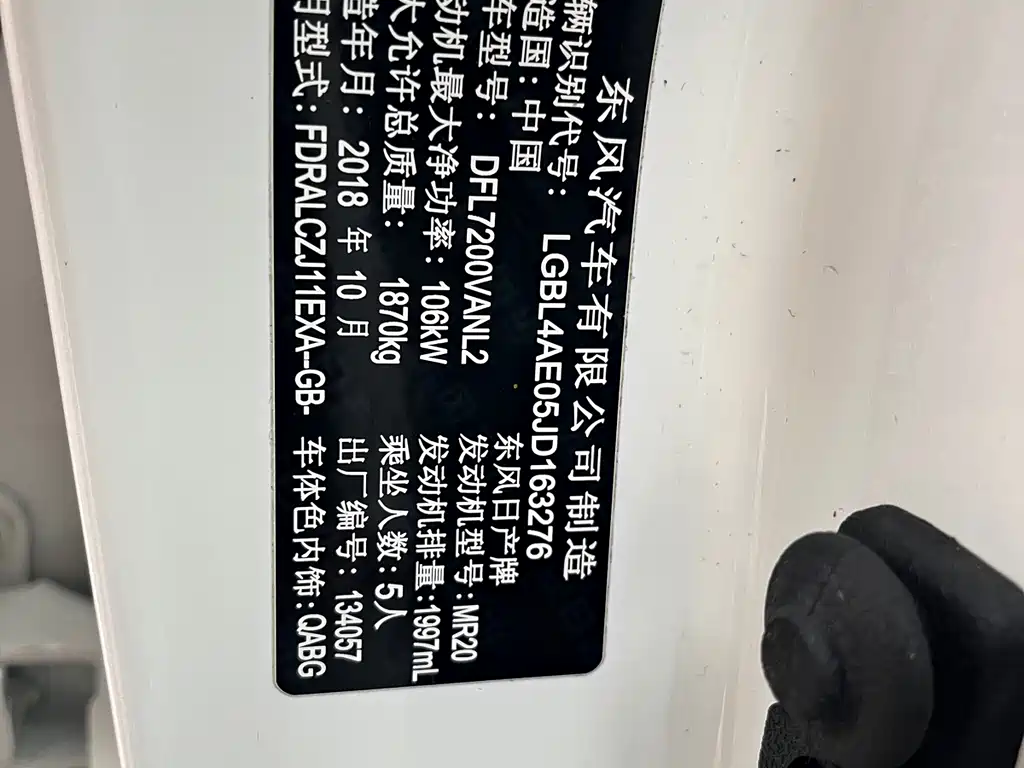 东风汽车有限公司制造
辆识别代号: LGBL4AE05JD163276
造国: 中国 东风日产牌
车型号: DFL7200VANL2 发动机型号: MR20
动机最大净功率: 106kW 发动机排量: 1997mL
大允许总质量: 1870kg 乘坐人数: 5人
造年月: 2018 年 10 月 出厂编号: 134057
型式: FDRALCZJ11EXA--GB- 车体色内饰: QABG